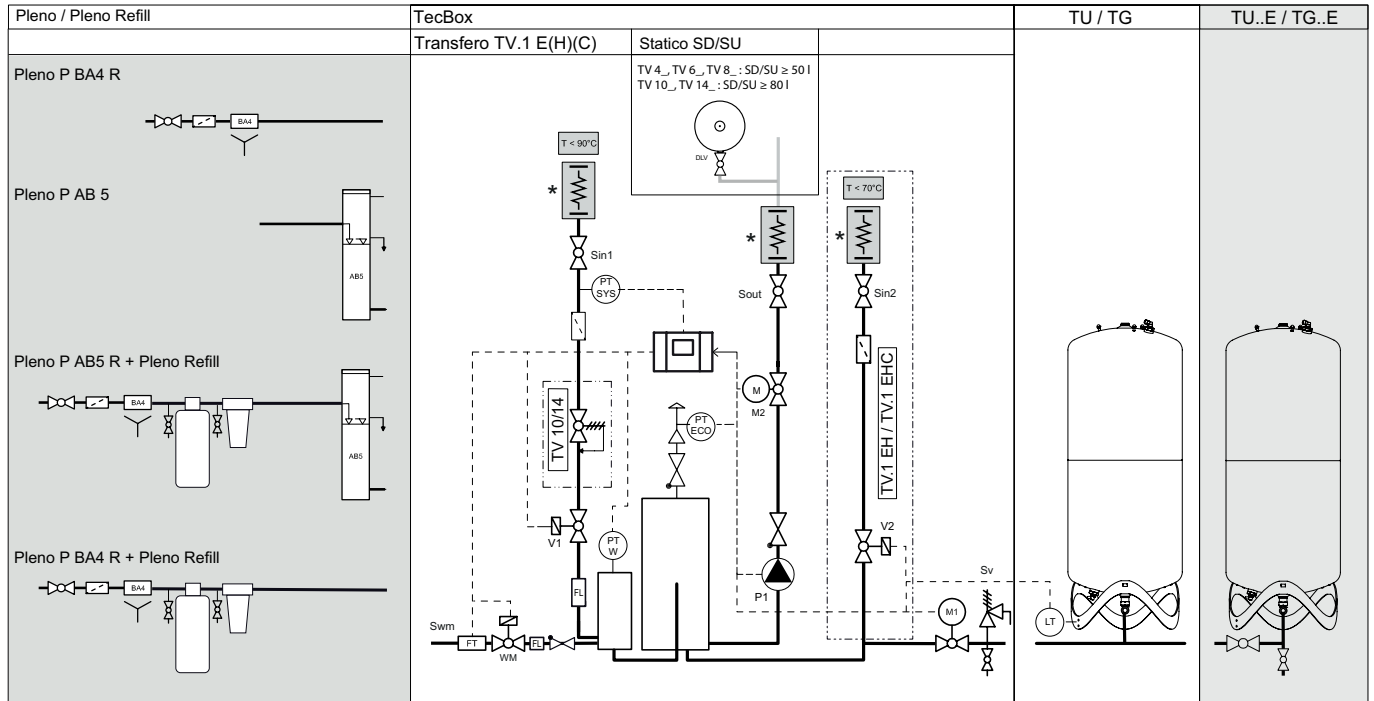 Pleno / Pleno Refill
TecBox
TU / TG
TU..E / TG..E
Transfero TV.1 E(H)(C)
Statico SD/SU
Pleno P BA4 R
BA4
Pleno P AB 5
AB5
Pleno P AB5 R + Pleno Refill
BA4
AB5
Pleno P BA4 R + Pleno Refill
BA4
TV 4_, TV 6_, TV 8_ : SD/SU ≥ 50 l
TV 10_, TV 14_ : SD/SU ≥ 80 l
DLV
T < 90°C
*
Sin1
PT
SYS
TV 10/14
V1
PT
W
FL
Swm
FT
WM
FL
PT
ECO
*
Sout
M
M2
P1
T < 70°C
*
Sin2
TV.1 EH / TV.1 EHC
V2
Sv
M1
LT